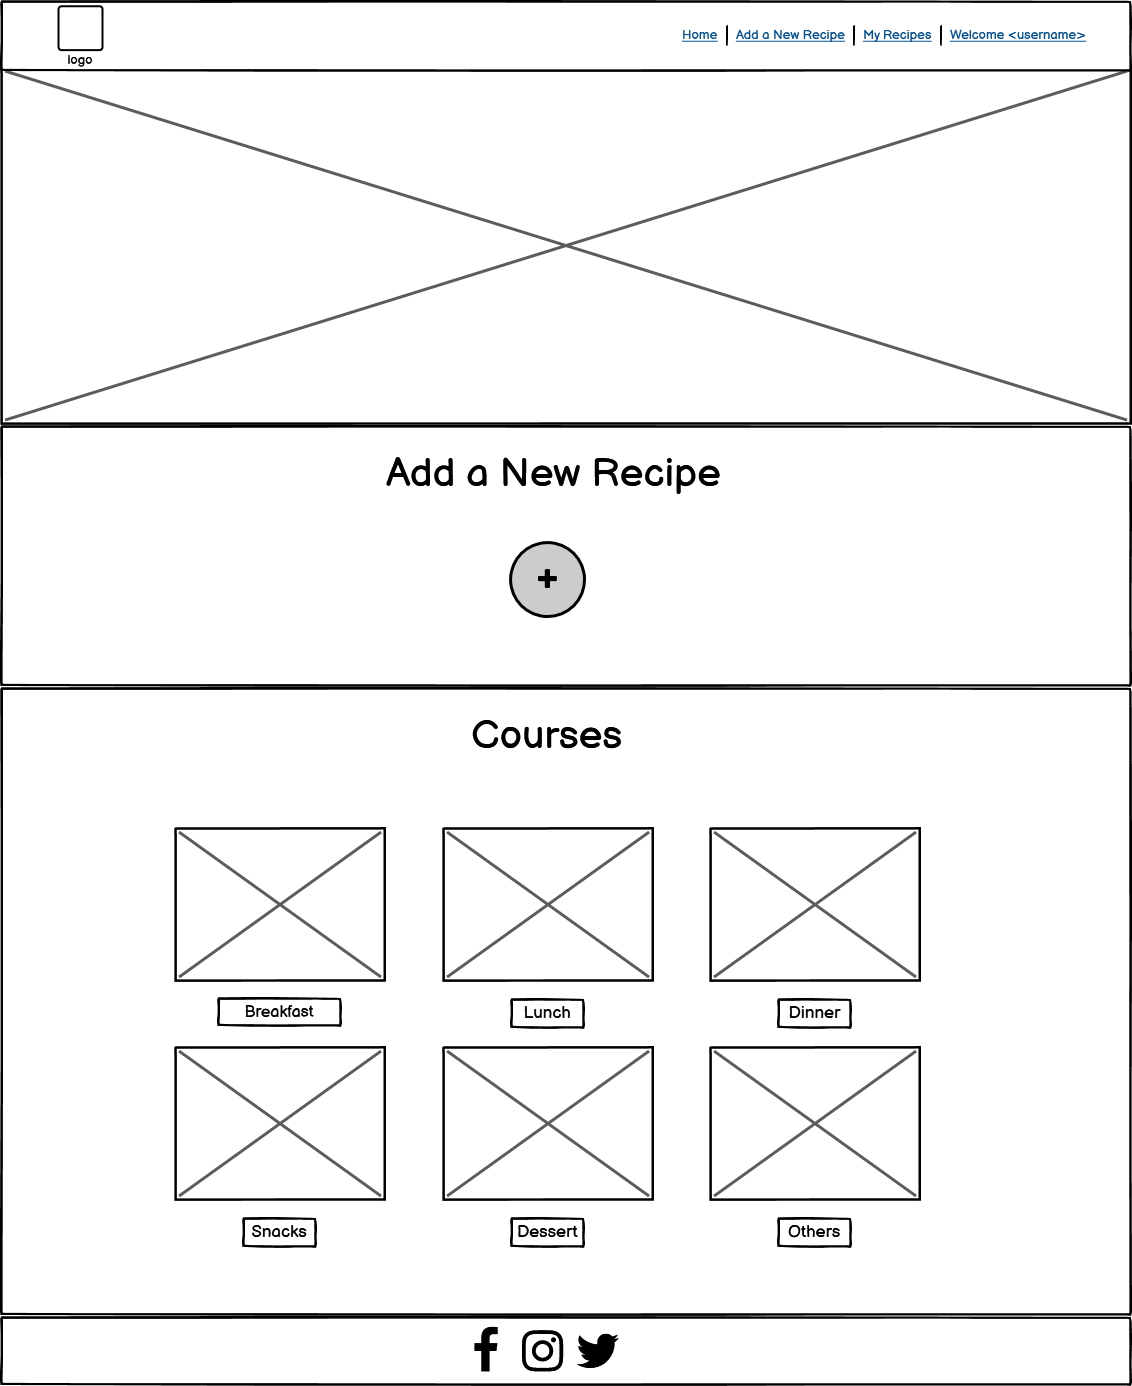 logo
Home | Add a New Recipe | My Recipes | Welcome <username>
Add a New Recipe
Courses
Breakfast
Lunch
Dinner
Snacks
Dessert
Others